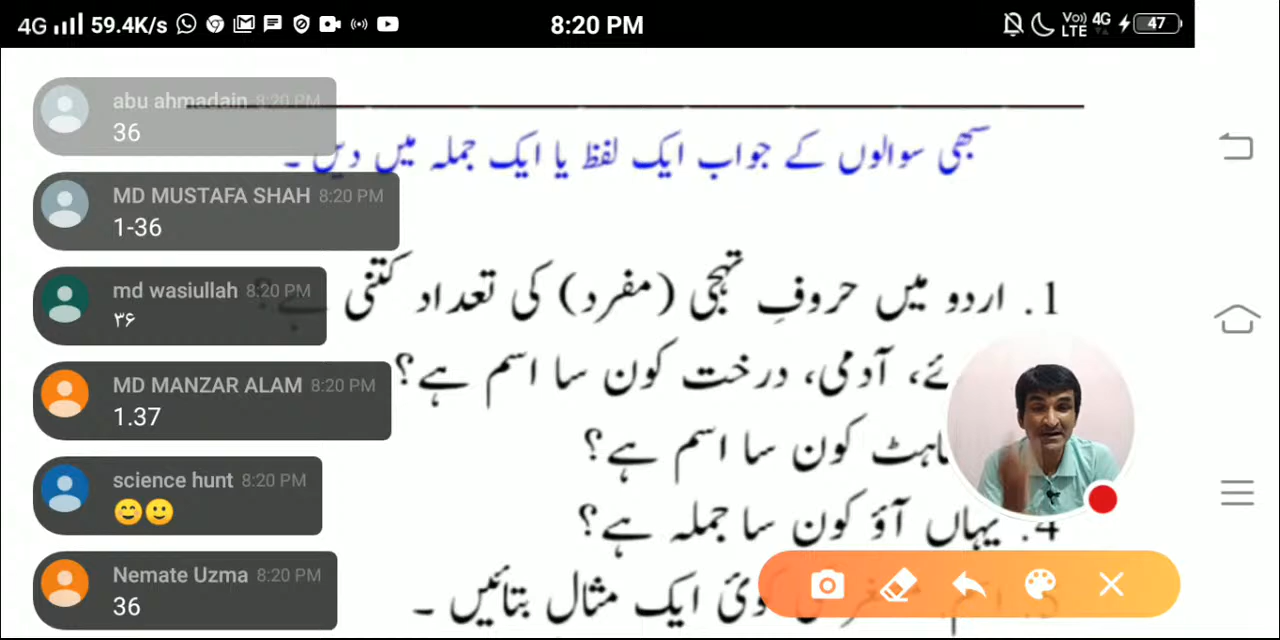 4G 59.4K/s 8:20 PM Vo)) LTE 4G 47
abu ahmadain 8:20 PM
36
MD MUSTAFA SHAH 8:20 PM
1-36
md wasiullah 8:20 PM
۳۶
MD MANZAR ALAM 8:20 PM
1.37
science hunt 8:20 PM
Nemate Uzma 8:20 PM
36
سبھی سوالوں کے جواب ایک لفظ یا ایک جملہ میں دیں ۔
1. اردو میں حروفِ تہجی (مفرد) کی تعداد کتنی ہے؟
آدمی، درخت کون سا اسم ہے؟
کون سا اسم ہے؟
4. یہاں آؤ کون سا جملہ ہے؟
کوئ ایک مثال بتائیں ۔